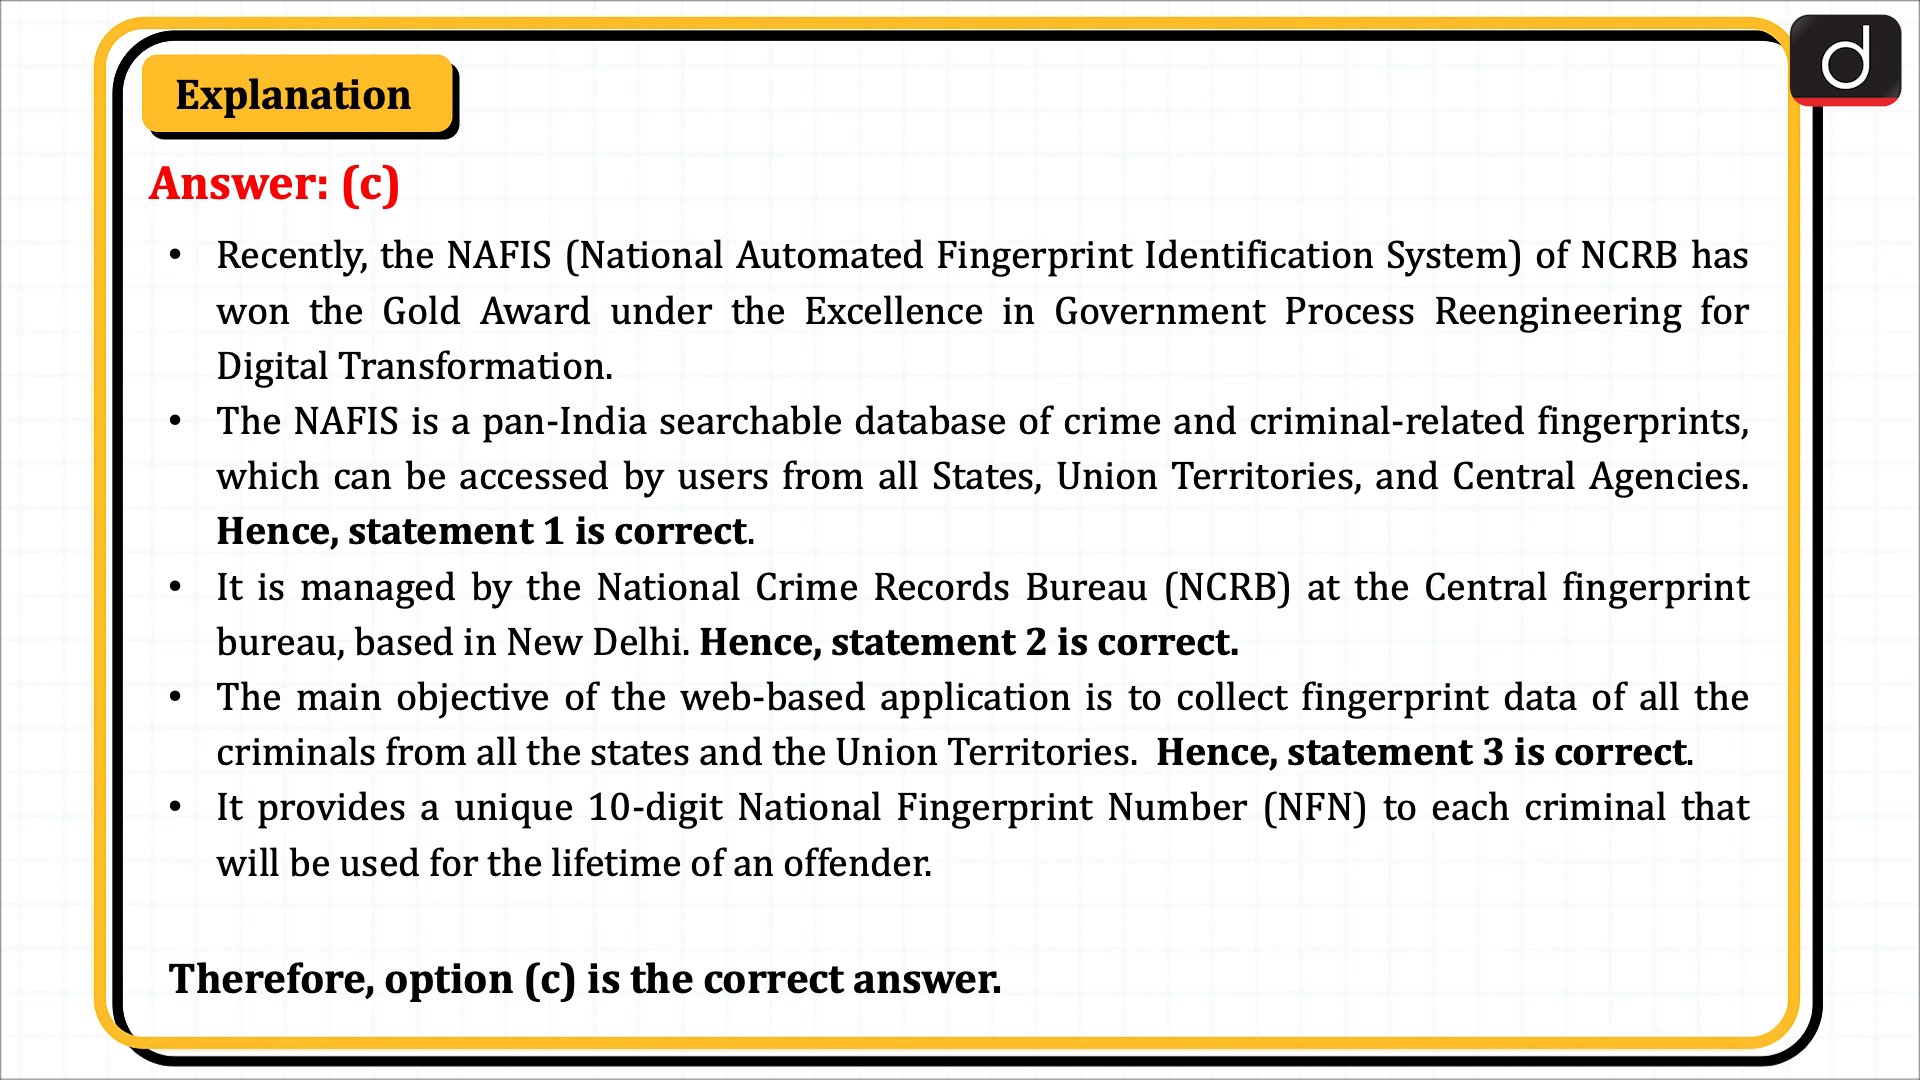 d
Explanation
Answer: (c)
• Recently, the NAFIS (National Automated Fingerprint Identification System) of NCRB has
won the Gold Award under the Excellence in Government Process Reengineering for
Digital Transformation.
• The NAFIS is a pan-India searchable database of crime and criminal-related fingerprints,
which can be accessed by users from all States, Union Territories, and Central Agencies.
Hence, statement 1 is correct.
• It is managed by the National Crime Records Bureau (NCRB) at the Central fingerprint
bureau, based in New Delhi. Hence, statement 2 is correct.
• The main objective of the web-based application is to collect fingerprint data of all the
criminals from all the states and the Union Territories. Hence, statement 3 is correct.
• It provides a unique 10-digit National Fingerprint Number (NFN) to each criminal that
will be used for the lifetime of an offender.
Therefore, option (c) is the correct answer.